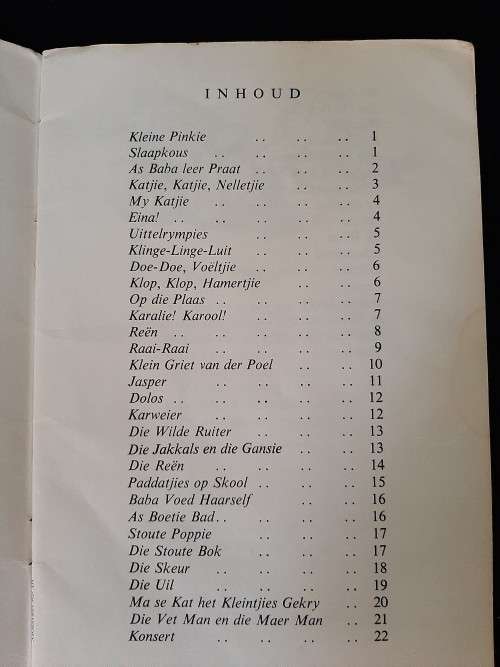 INHOUD
Kleine Pinkie .. .. .. 1
Slaapkous .. .. .. .. 1
As Baba leer Praat .. .. .. 2
Katjie, Katjie, Nelletjie .. .. .. 3
My Katjie .. .. .. .. 4
Eina! .. .. .. .. .. 4
Uittelrympies .. .. .. 5
Klinge-Linge-Luit .. .. .. 5
Doe-Doe, Voëltjie .. .. .. 6
Klop, Klop, Hamertjie .. .. 6
Op die Plaas .. .. .. .. 7
Karalie! Karool! .. .. .. 7
Reën .. .. .. .. .. 8
Raai-Raai .. .. .. .. 9
Klein Griet van der Poel .. .. 10
Jasper .. .. .. .. 11
Dolos .. .. .. .. .. 12
Karweier .. .. .. .. 12
Die Wilde Ruiter .. .. .. 13
Die Jakkals en die Gansie .. .. 13
Die Reën .. .. .. .. 14
Paddatjies op Skool .. .. .. 15
Baba Voed Haarself .. .. 16
As Boetie Bad .. .. .. .. 16
Stoute Poppie .. .. .. 17
Die Stoute Bok .. .. .. 17
Die Skeur .. .. .. .. 18
Die Uil .. .. .. .. 19
Ma se Kat het Kleintjies Gekry .. 20
Die Vet Man en die Maer Man .. 21
Konsert .. .. .. .. 22